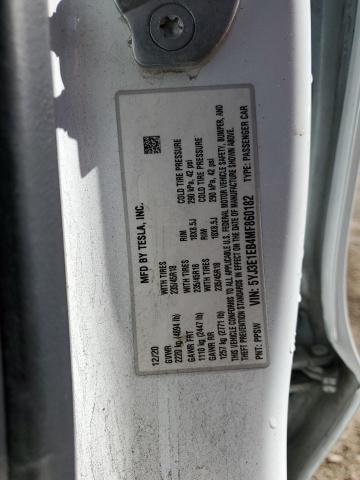 MFD BY TESLA, INC.
12/20
GVWR
2220 kg (4894 lb) WITH TIRES 235/45R18 RIM 18X8.5J COLD TIRE PRESSURE 290 kPa, 42 psi
GAWR FRT
1110 kg (2447 lb) WITH TIRES 235/45R18 RIM 18X8.5J COLD TIRE PRESSURE 290 kPa, 42 psi
GAWR RR
1257 kg (2771 lb)
THIS VEHICLE CONFORMS TO ALL APPLICABLE U.S. FEDERAL MOTOR VEHICLE SAFETY, BUMPER, AND
THEFT PREVENTION STANDARDS IN EFFECT ON THE DATE OF MANUFACTURE SHOWN ABOVE.
VIN: 5YJ3E1EB4MF860182 TYPE: PASSENGER CAR
PNT: PPSW